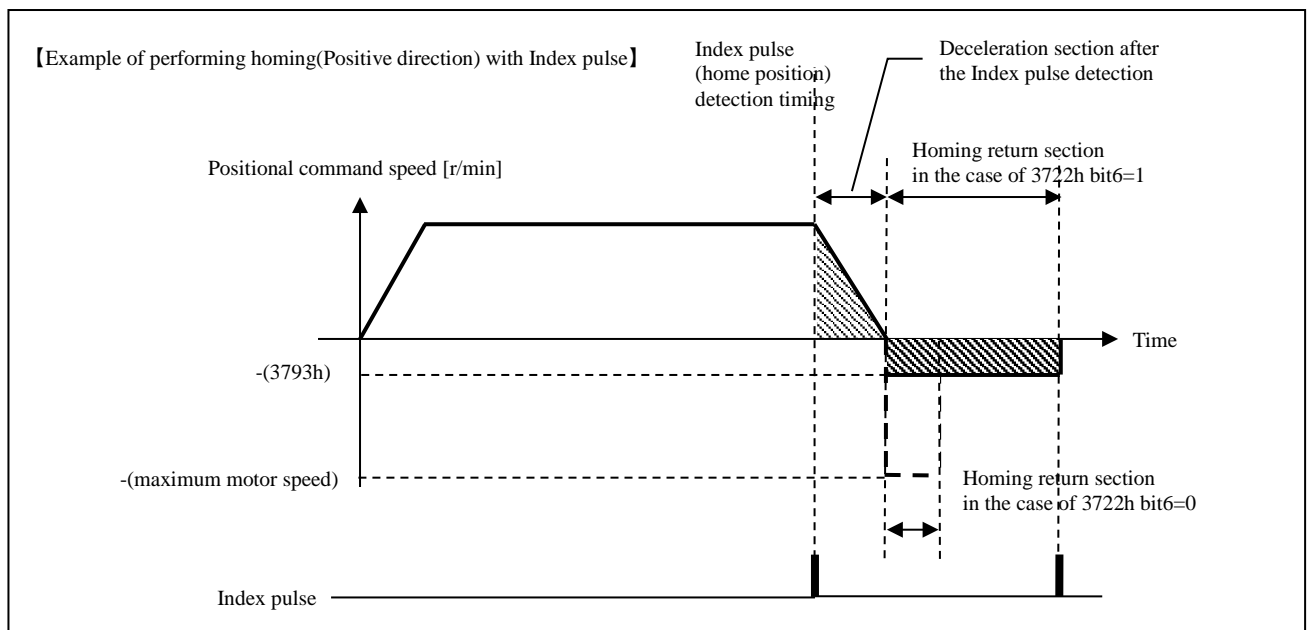 【Example of performing homing(Positive direction) with Index pulse】
Index pulse
(home position)
detection timing
Deceleration section after
the Index pulse detection
Homing return section
in the case of 3722h bit6=1
Positional command speed [r/min]
Time
-(3793h)
-(maximum motor speed)
Homing return section
in the case of 3722h bit6=0
Index pulse